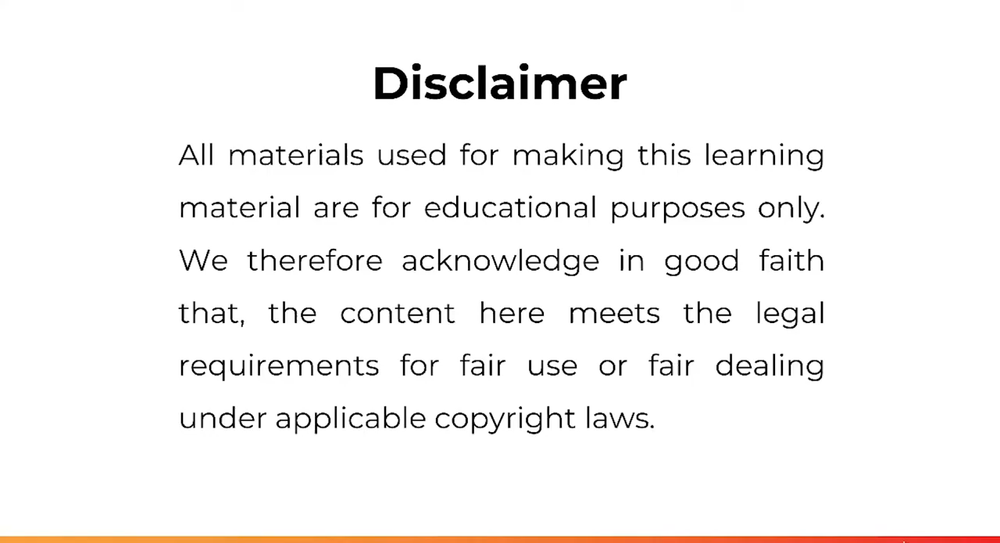 Disclaimer
All materials used for making this learning
material are for educational purposes only.
We therefore acknowledge in good faith
that, the content here meets the legal
requirements for fair use or fair dealing
under applicable copyright laws.